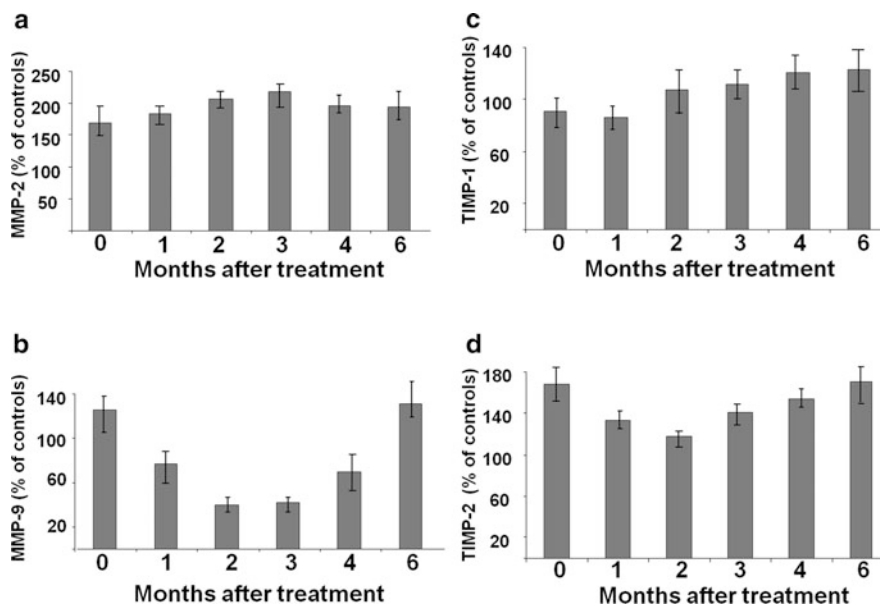 a
MMP-2 (% of controls)
250
200
150
100
50
0 1 2 3 4 6
Months after treatment
c
TIMP-1 (% of controls)
140
100
60
20
0 1 2 3 4 6
Months after treatment
b
MMP-9 (% of controls)
140
100
60
20
0 1 2 3 4 6
Months after treatment
d
TIMP-2 (% of controls)
180
140
100
60
20
0 1 2 3 4 6
Months after treatment